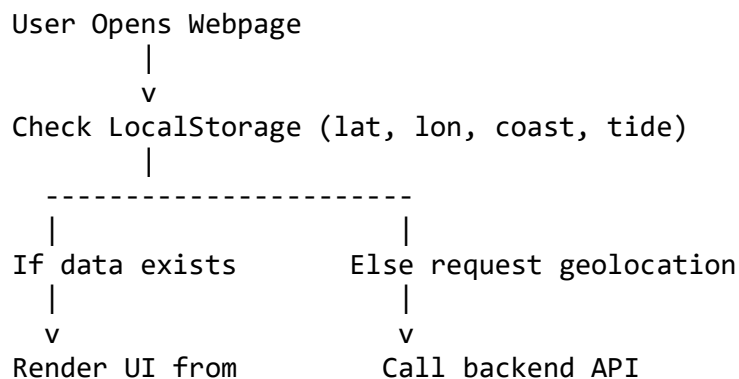 User Opens Webpage
|
v
Check LocalStorage (lat, lon, coast, tide)
|
-----------------------
| |
If data exists Else request geolocation
| |
v v
Render UI from Call backend API